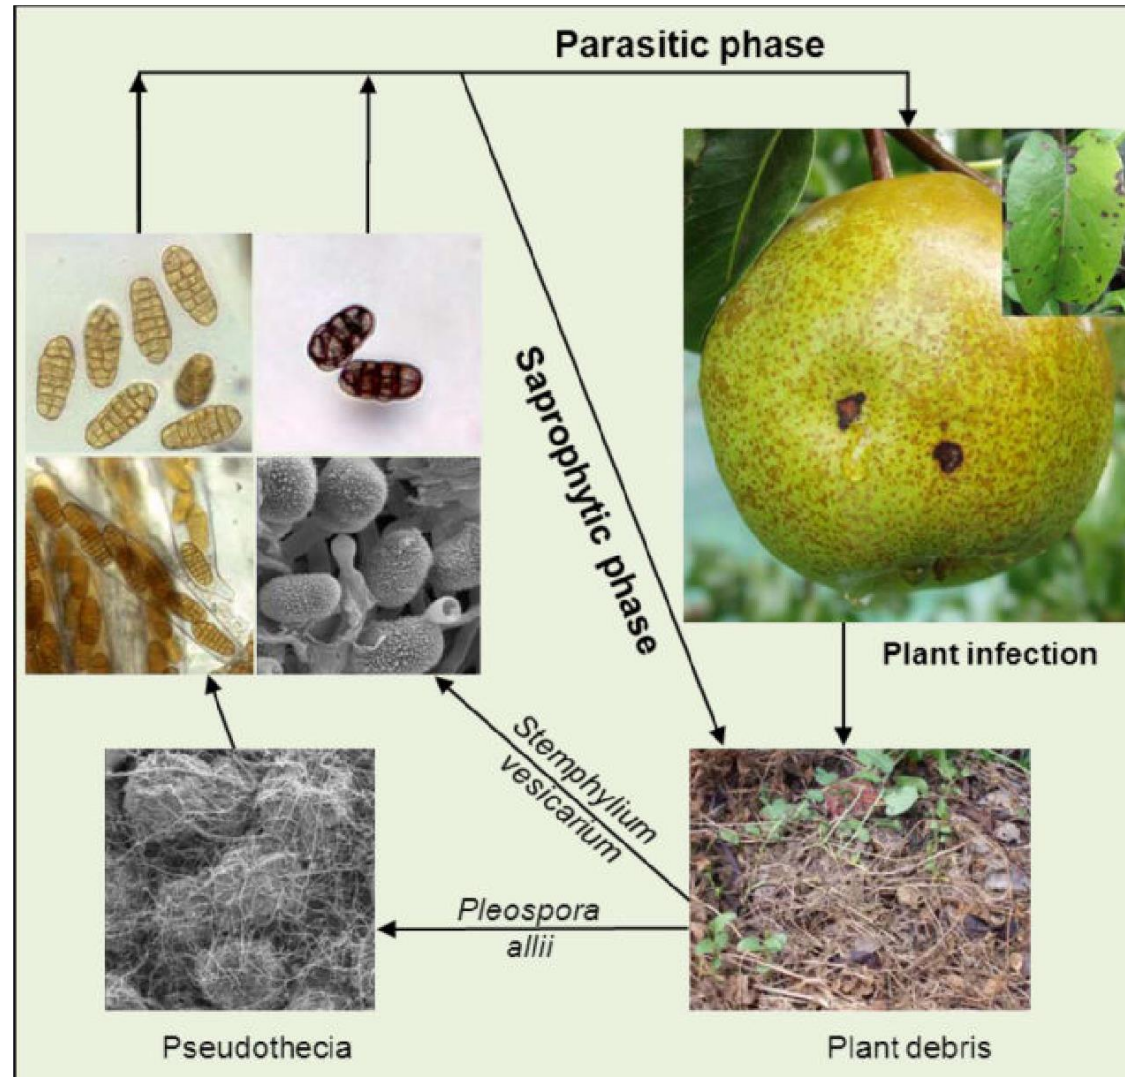 Parasitic phase
Saprophytic phase
Plant infection
Stemphylium
vesicarium
Pleospora
allii
Pseudothecia
Plant debris